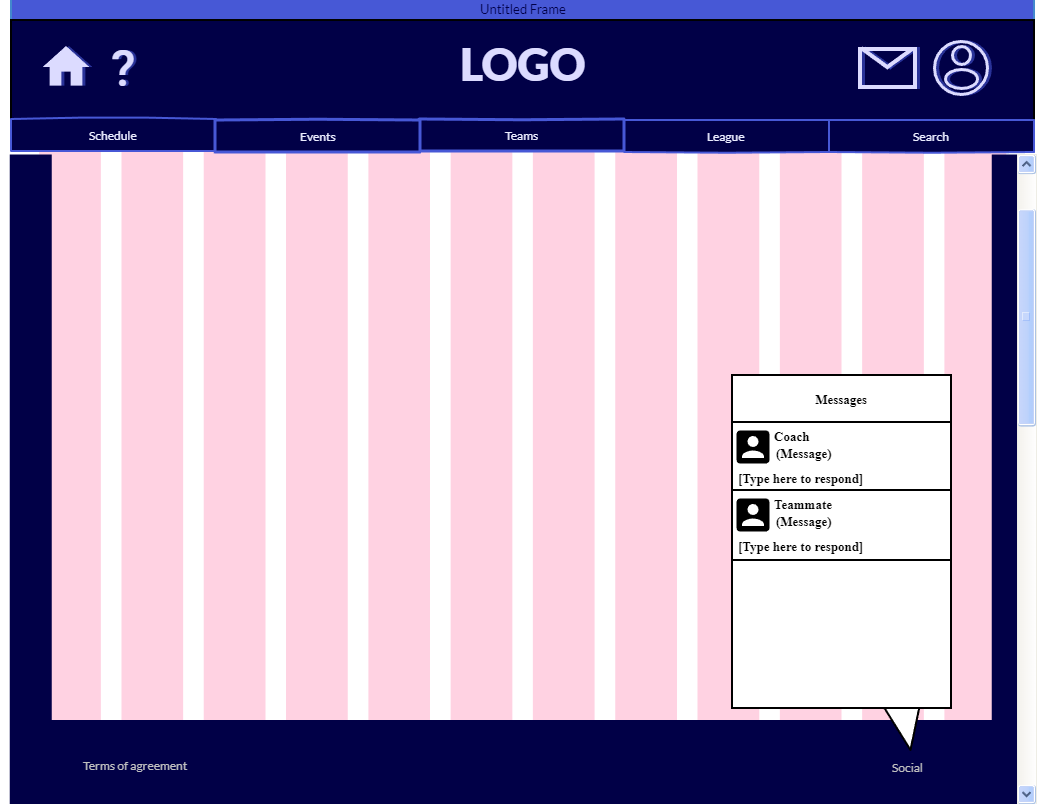 Untitled Frame
?
LOGO
Schedule
Events
Teams
League
Search
Messages
Coach
(Message)
[Type here to respond]
Teammate
(Message)
[Type here to respond]
Terms of agreement
Social